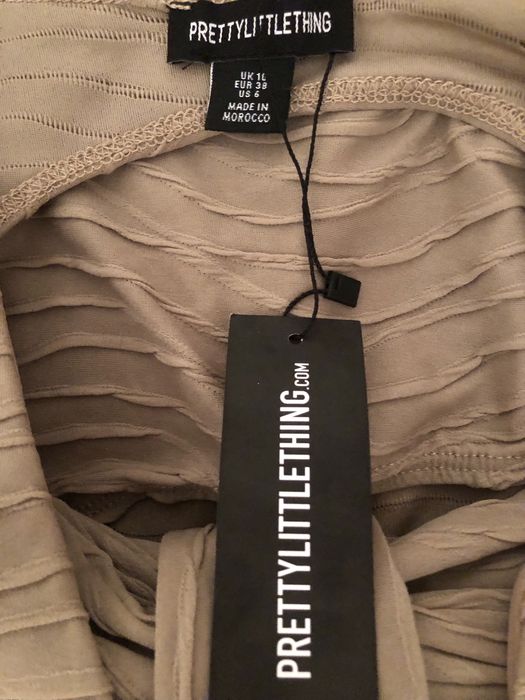 PRETTYLITTLETHING
UK 10
EUR 38
US 6
MADE IN
MOROCCO
PRETTYLITTLETHING.COM